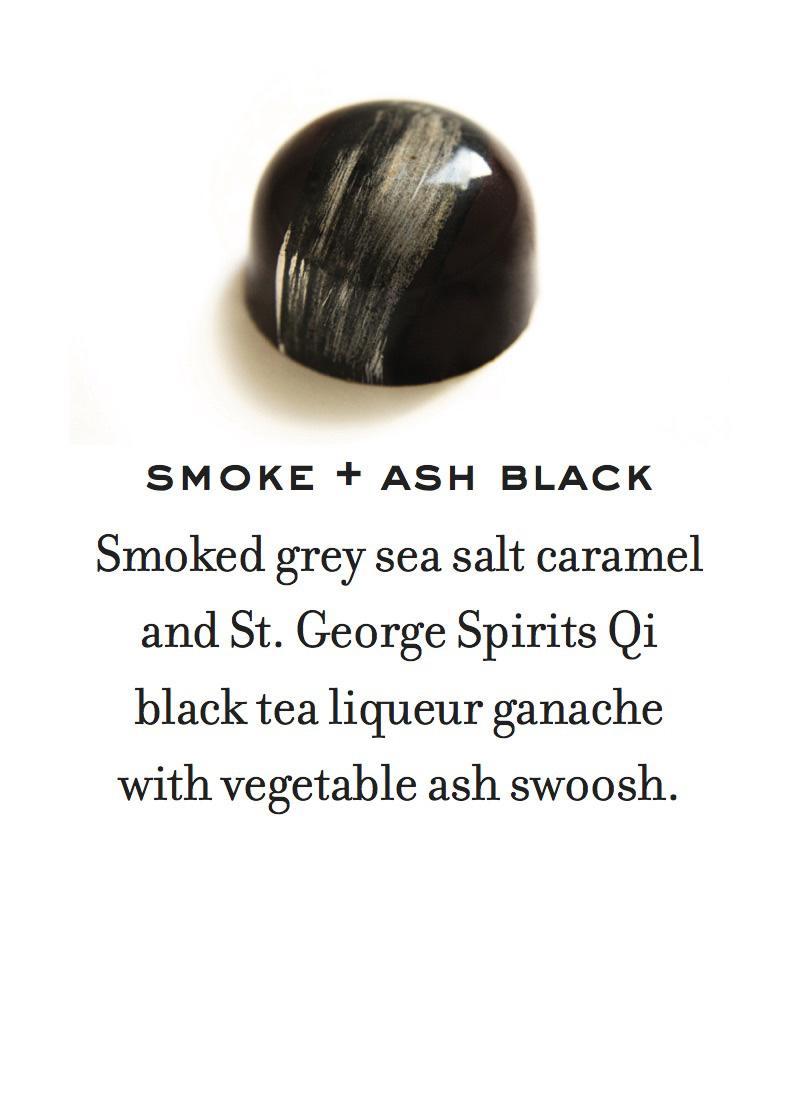 SMOKE + ASH BLACK
Smoked grey sea salt caramel
and St. George Spirits Qi
black tea liqueur ganache
with vegetable ash swoosh.